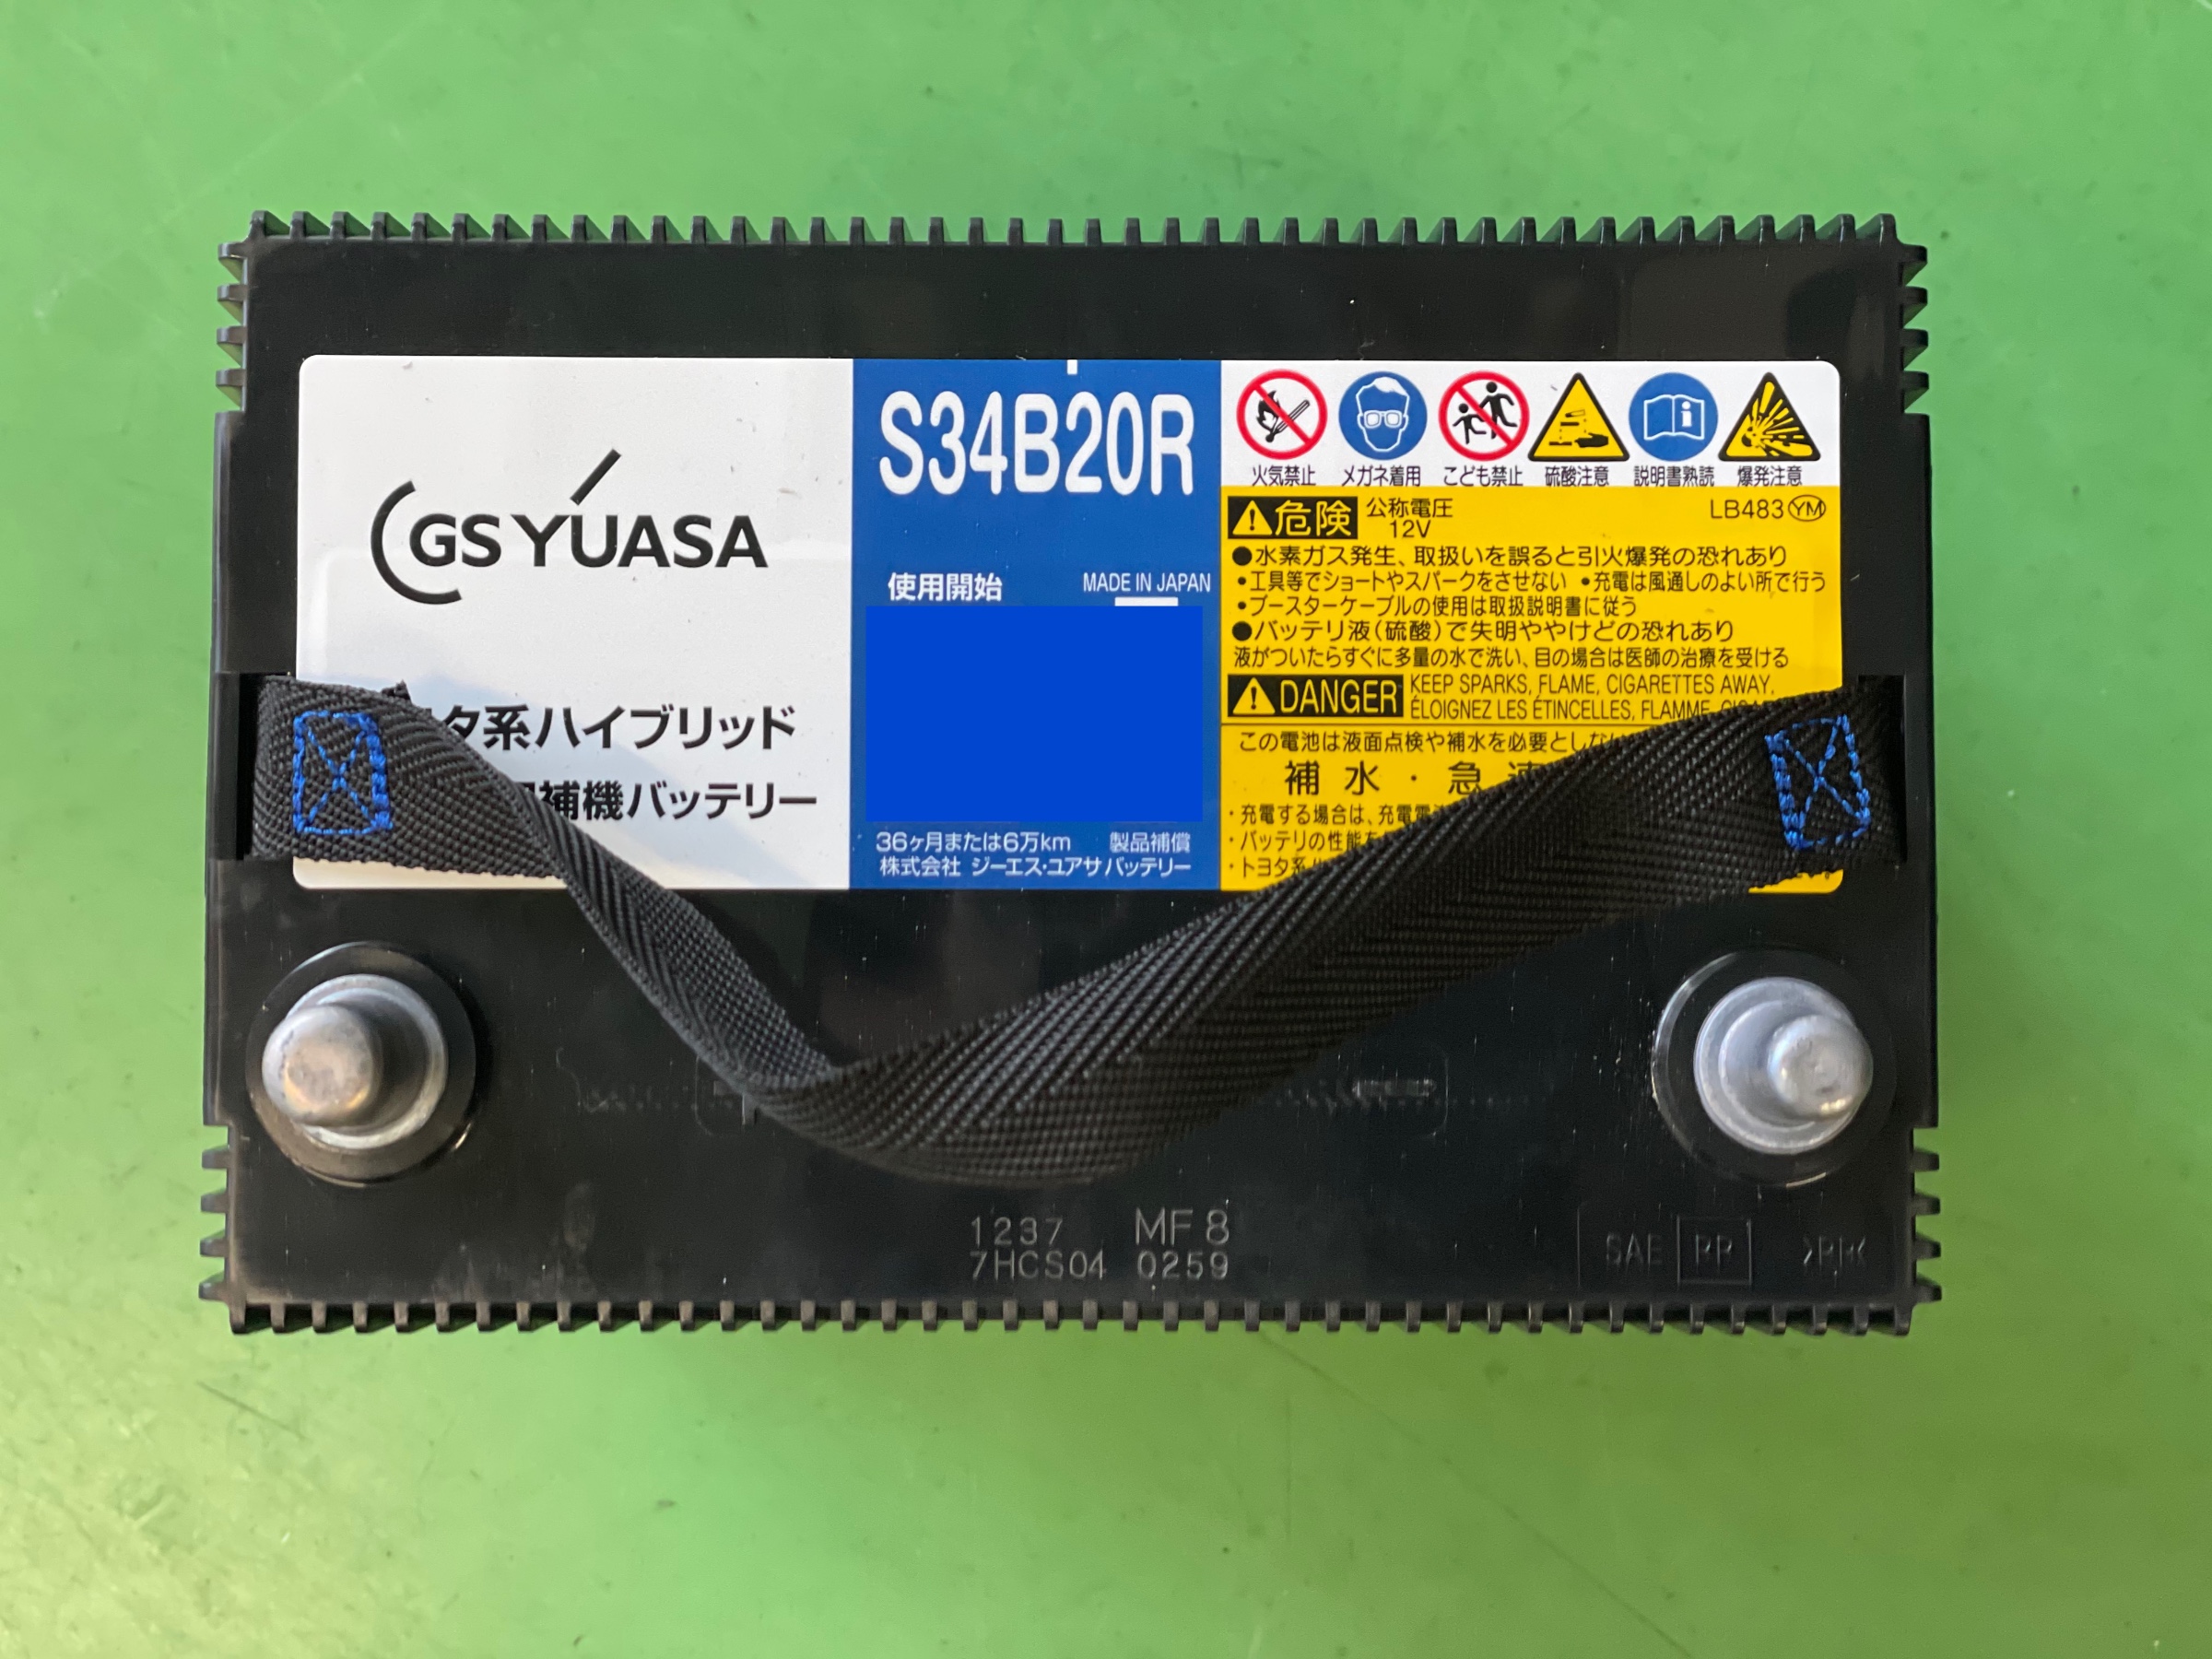 GS YUASA
タ系ハイブリッド
補機バッテリー
S34B20R
使用開始 MADE IN JAPAN
36ヶ月または6万km 製品補償
株式会社 ジーエス・ユアサ バッテリー
火気禁止 メガネ着用 こども禁止 硫酸注意 説明書熟読 爆発注意
危険 公称電圧 12V LB483 YM
●水素ガス発生、取扱いを誤ると引火爆発の恐れあり
•工具等でショートやスパークをさせない •充電は風通しのよい所で行う
•ブースターケーブルの使用は取扱説明書に従う
●バッテリ液(硫酸)で失明ややけどの恐れあり
液がついたらすぐに多量の水で洗い、目の場合は医師の治療を受ける
DANGER KEEP SPARKS, FLAME, CIGARETTES AWAY.
ÉLOIGNEZ LES ÉTINCELLES, FLAMME,
この電池は液面点検や補水を必要としな
補水・急
・充電する場合は、充電
・バッテリの性能を
・トヨタ系
1237 MF 8
7HCS04 0259
SAE PP >PP<